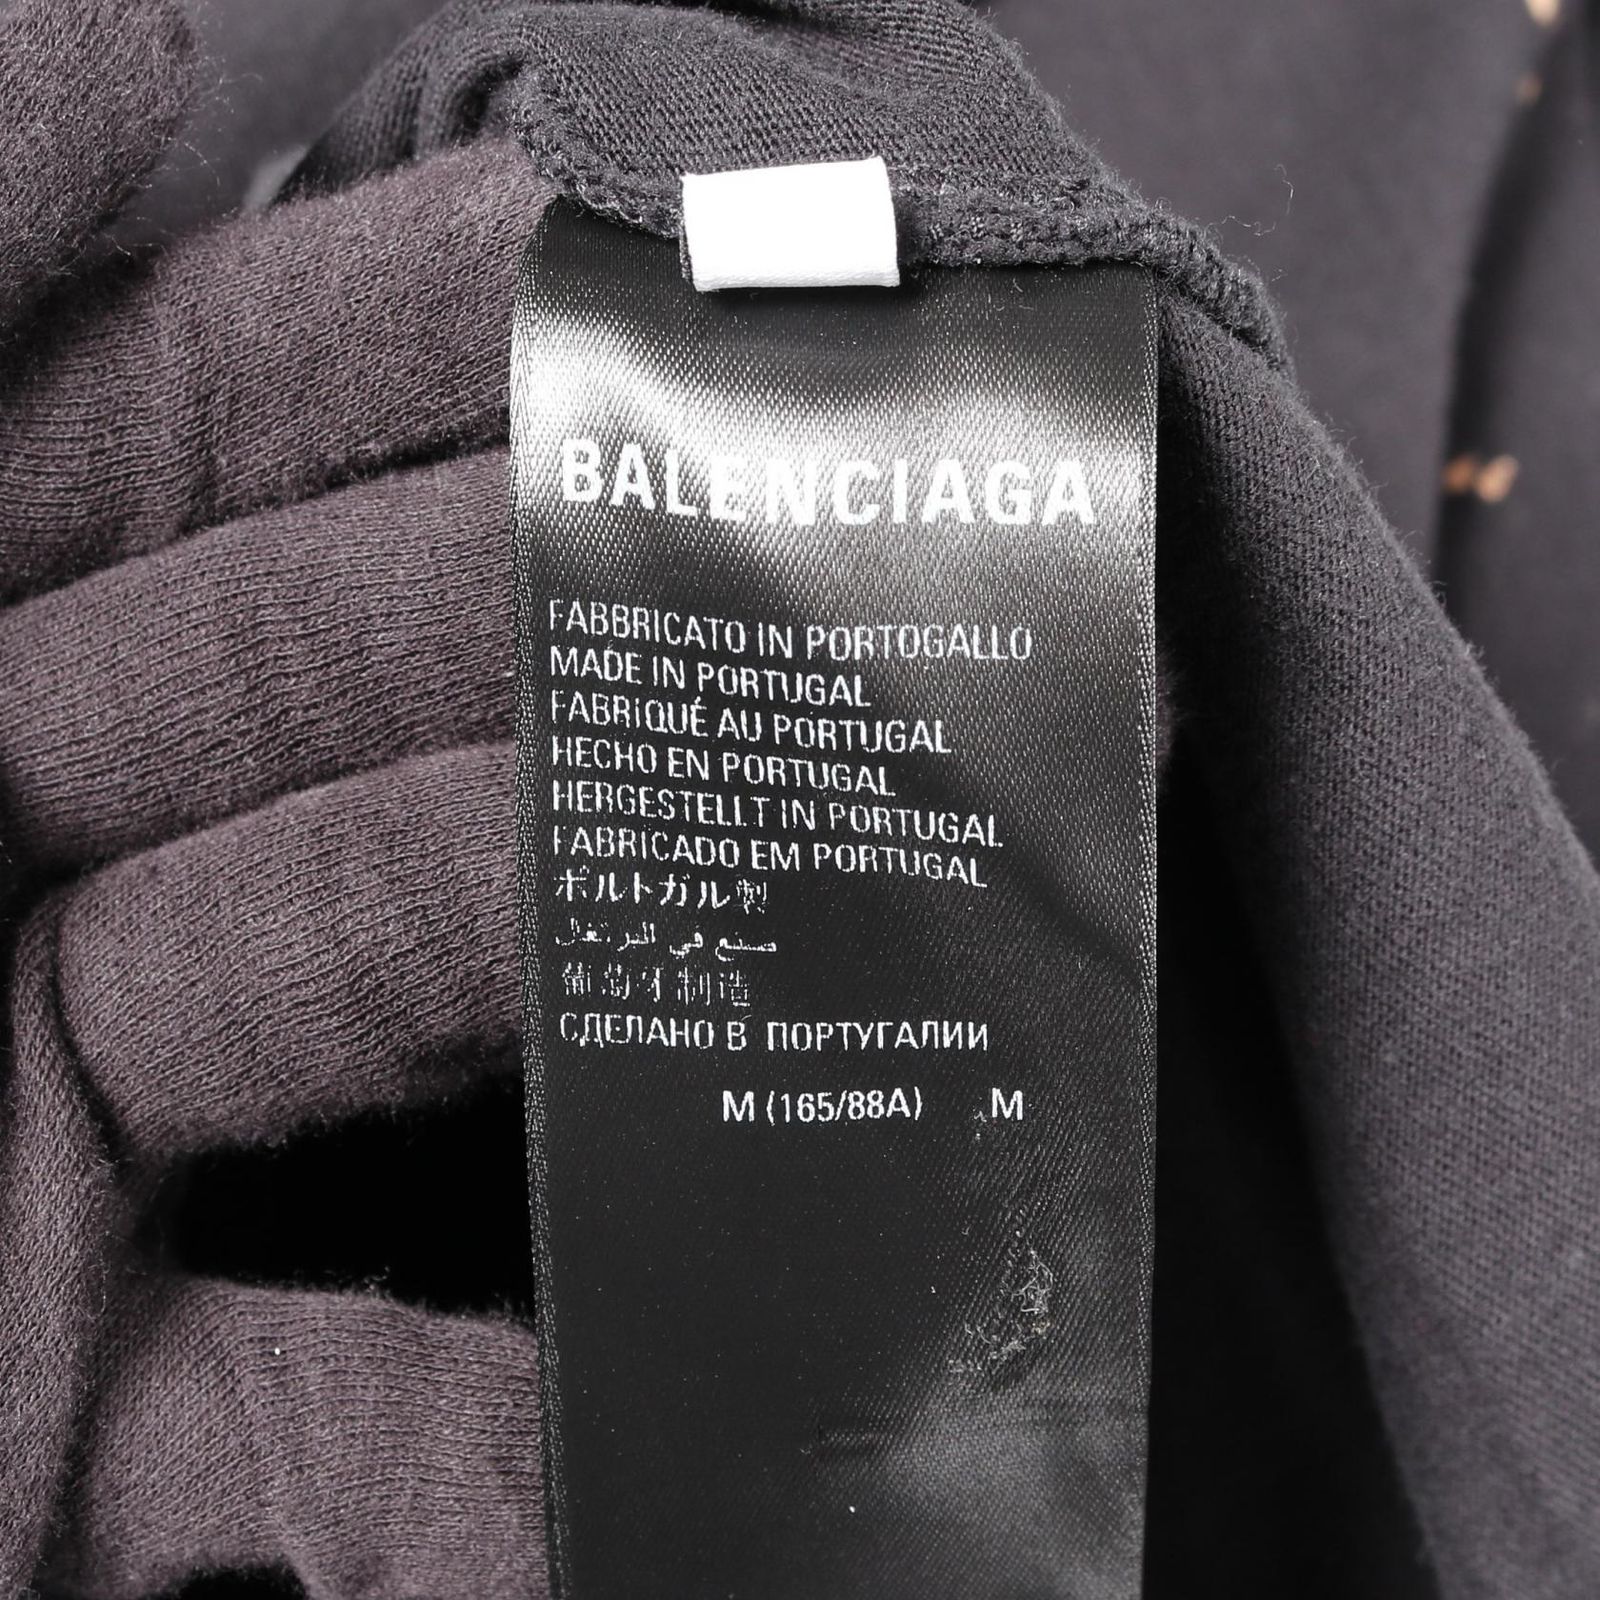 BALENCIAGA
FABBRICATO IN PORTOGALLO
MADE IN PORTUGAL
FABRIQUÉ AU PORTUGAL
HECHO EN PORTUGAL
HERGESTELLT IN PORTUGAL
FABRICADO EM PORTUGAL
ポルトガル製
صنع في البرتغال
葡萄牙制造
СДЕЛАНО В ПОРТУГАЛИИ
M (165/88A) M